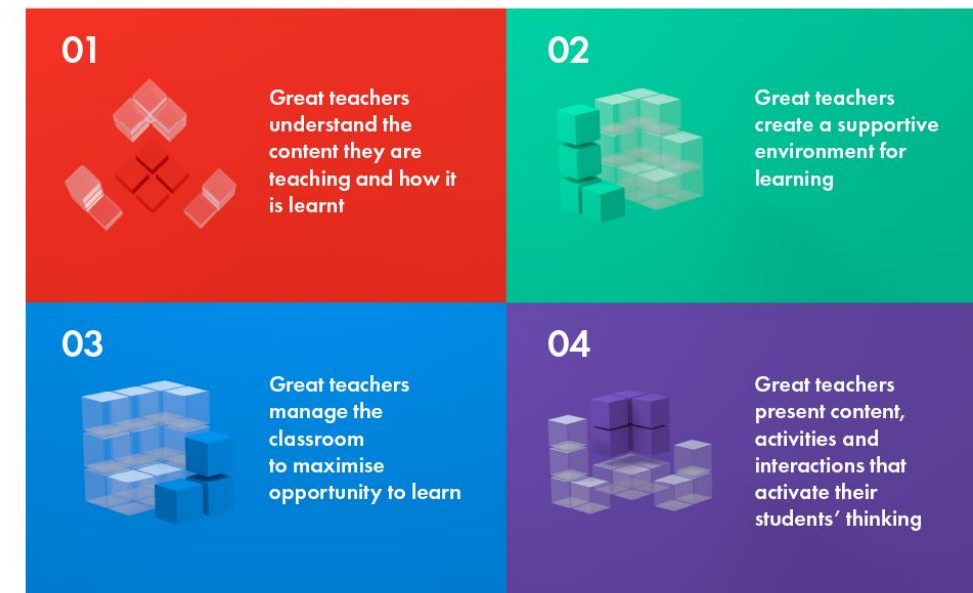 01
Great teachers
understand the
content they are
teaching and how it
is learnt
02
Great teachers
create a supportive
environment for
learning
03
Great teachers
manage the
classroom
to maximise
opportunity to learn
04
Great teachers
present content,
activities and
interactions that
activate their
students’ thinking